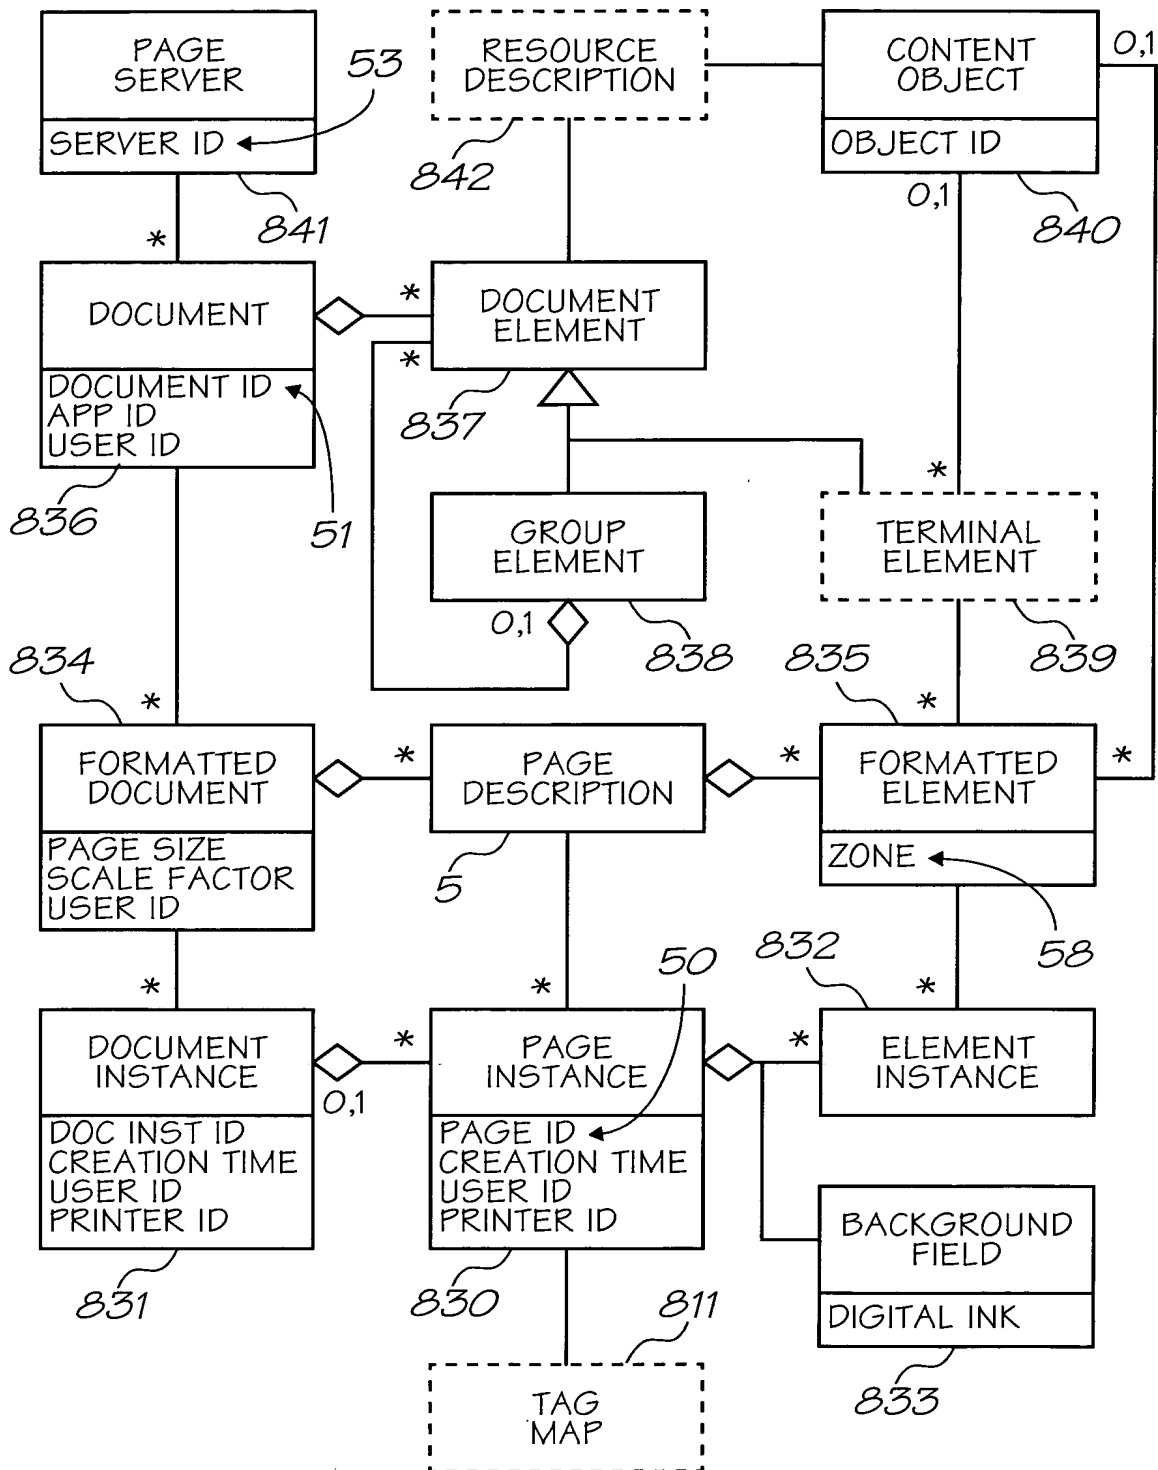 PAGE
SERVER
SERVER ID
53
841
*
RESOURCE
DESCRIPTION
842
CONTENT
OBJECT
OBJECT ID
0,1
0,1
840
DOCUMENT
DOCUMENT ID
APP ID
USER ID
836
51
*
*
DOCUMENT
ELEMENT
837
GROUP
ELEMENT
0,1
838
*
TERMINAL
ELEMENT
839
834
*
FORMATTED
DOCUMENT
PAGE SIZE
SCALE FACTOR
USER ID
*
PAGE
DESCRIPTION
5
*
835
*
*
FORMATTED
ELEMENT
ZONE
58
*
DOCUMENT
INSTANCE
0,1
DOC INST ID
CREATION TIME
USER ID
PRINTER ID
831
*
*
50
PAGE
INSTANCE
PAGE ID
CREATION TIME
USER ID
PRINTER ID
830
832
*
*
ELEMENT
INSTANCE
BACKGROUND
FIELD
DIGITAL INK
833
811
TAG
MAP